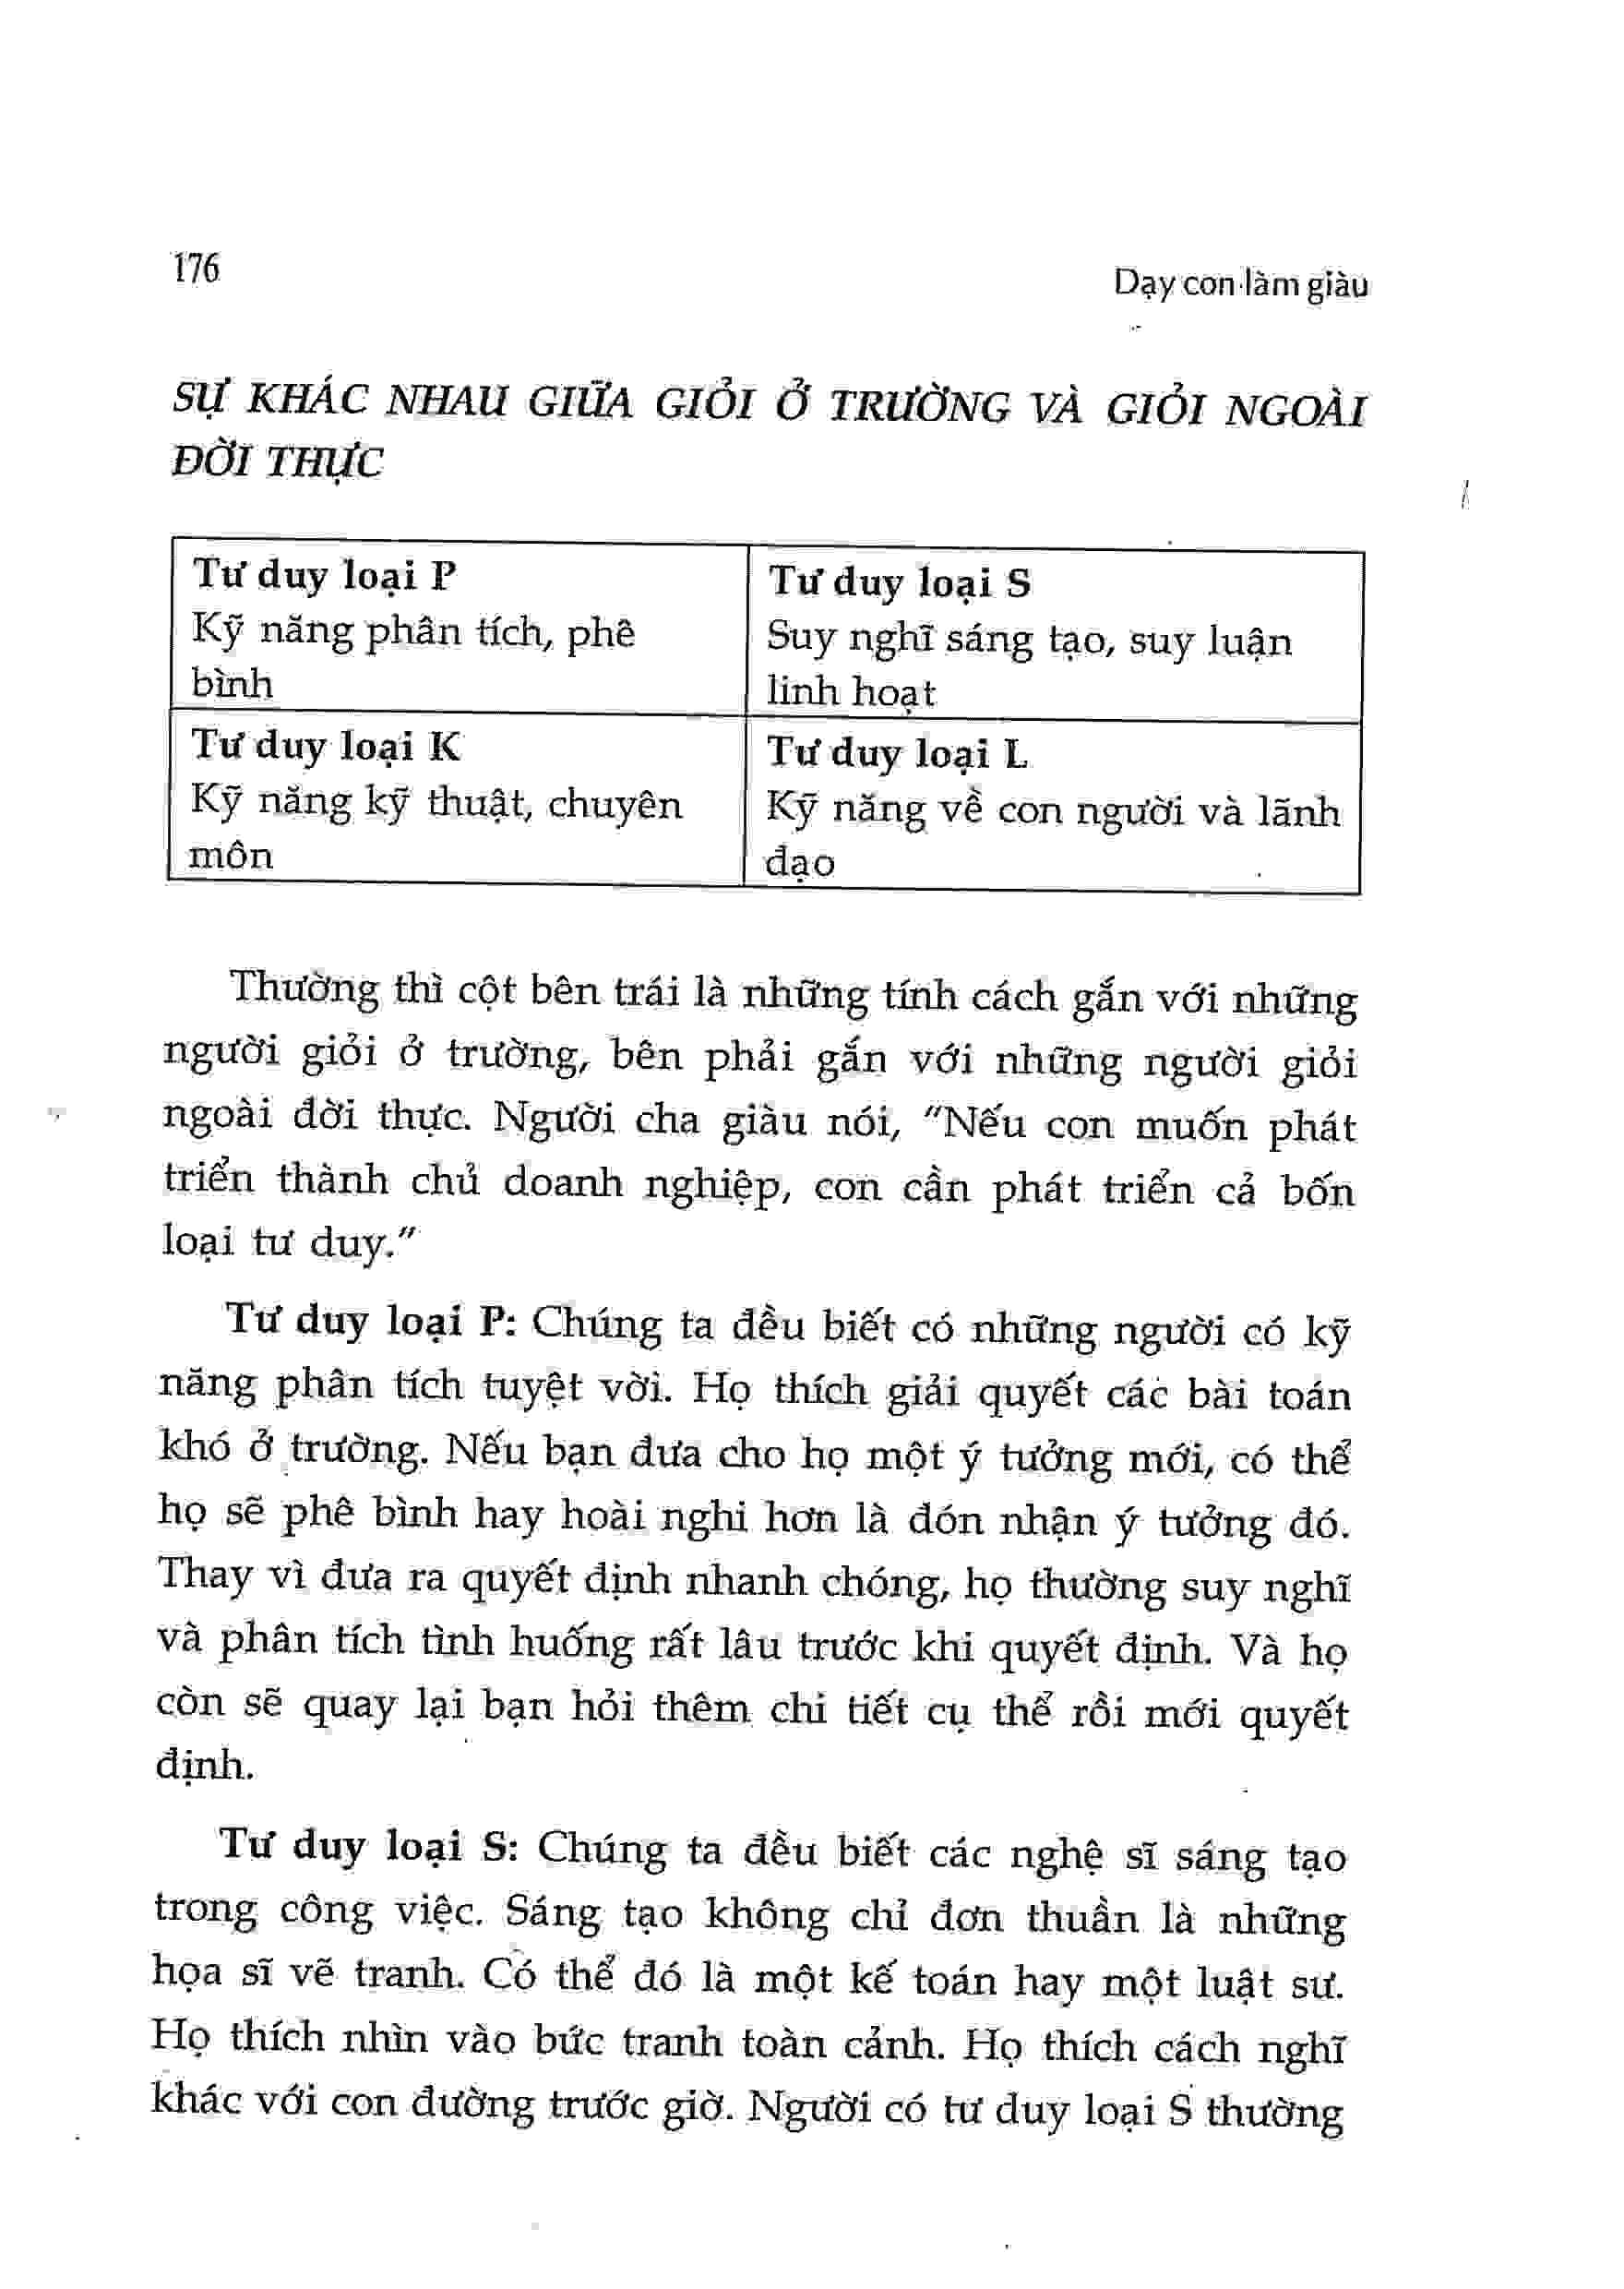 176
Dạy con làm giàu
SỰ KHÁC NHAU GIỮA GIỎI Ở TRƯỜNG VÀ GIỎI NGOÀI
ĐỜI THỰC
Tư duy loại P
Kỹ năng phân tích, phê
bình
Tư duy loại S
Suy nghĩ sáng tạo, suy luận
linh hoạt
Tư duy loại K
Kỹ năng kỹ thuật, chuyên
môn
Tư duy loại L
Kỹ năng về con người và lãnh
đạo
Thường thì cột bên trái là những tính cách gắn với những
người giỏi ở trường, bên phải gắn với những người giỏi
ngoài đời thực. Người cha giàu nói, "Nếu con muốn phát
triển thành chủ doanh nghiệp, con cần phát triển cả bốn
loại tư duy."
Tư duy loại P: Chúng ta đều biết có những người có kỹ
năng phân tích tuyệt vời. Họ thích giải quyết các bài toán
khó ở trường. Nếu bạn đưa cho họ một ý tưởng mới, có thể
họ sẽ phê bình hay hoài nghi hơn là đón nhận ý tưởng đó.
Thay vì đưa ra quyết định nhanh chóng, họ thường suy nghĩ
và phân tích tình huống rất lâu trước khi quyết định. Và họ
còn sẽ quay lại bạn hỏi thêm chi tiết cụ thể rồi mới quyết
định.
Tư duy loại S: Chúng ta đều biết các nghệ sĩ sáng tạo
trong công việc. Sáng tạo không chỉ đơn thuần là những
họa sĩ vẽ tranh. Có thể đó là một kế toán hay một luật sư.
Họ thích nhìn vào bức tranh toàn cảnh. Họ thích cách nghĩ
khác với con đường trước giờ. Người có tư duy loại S thường